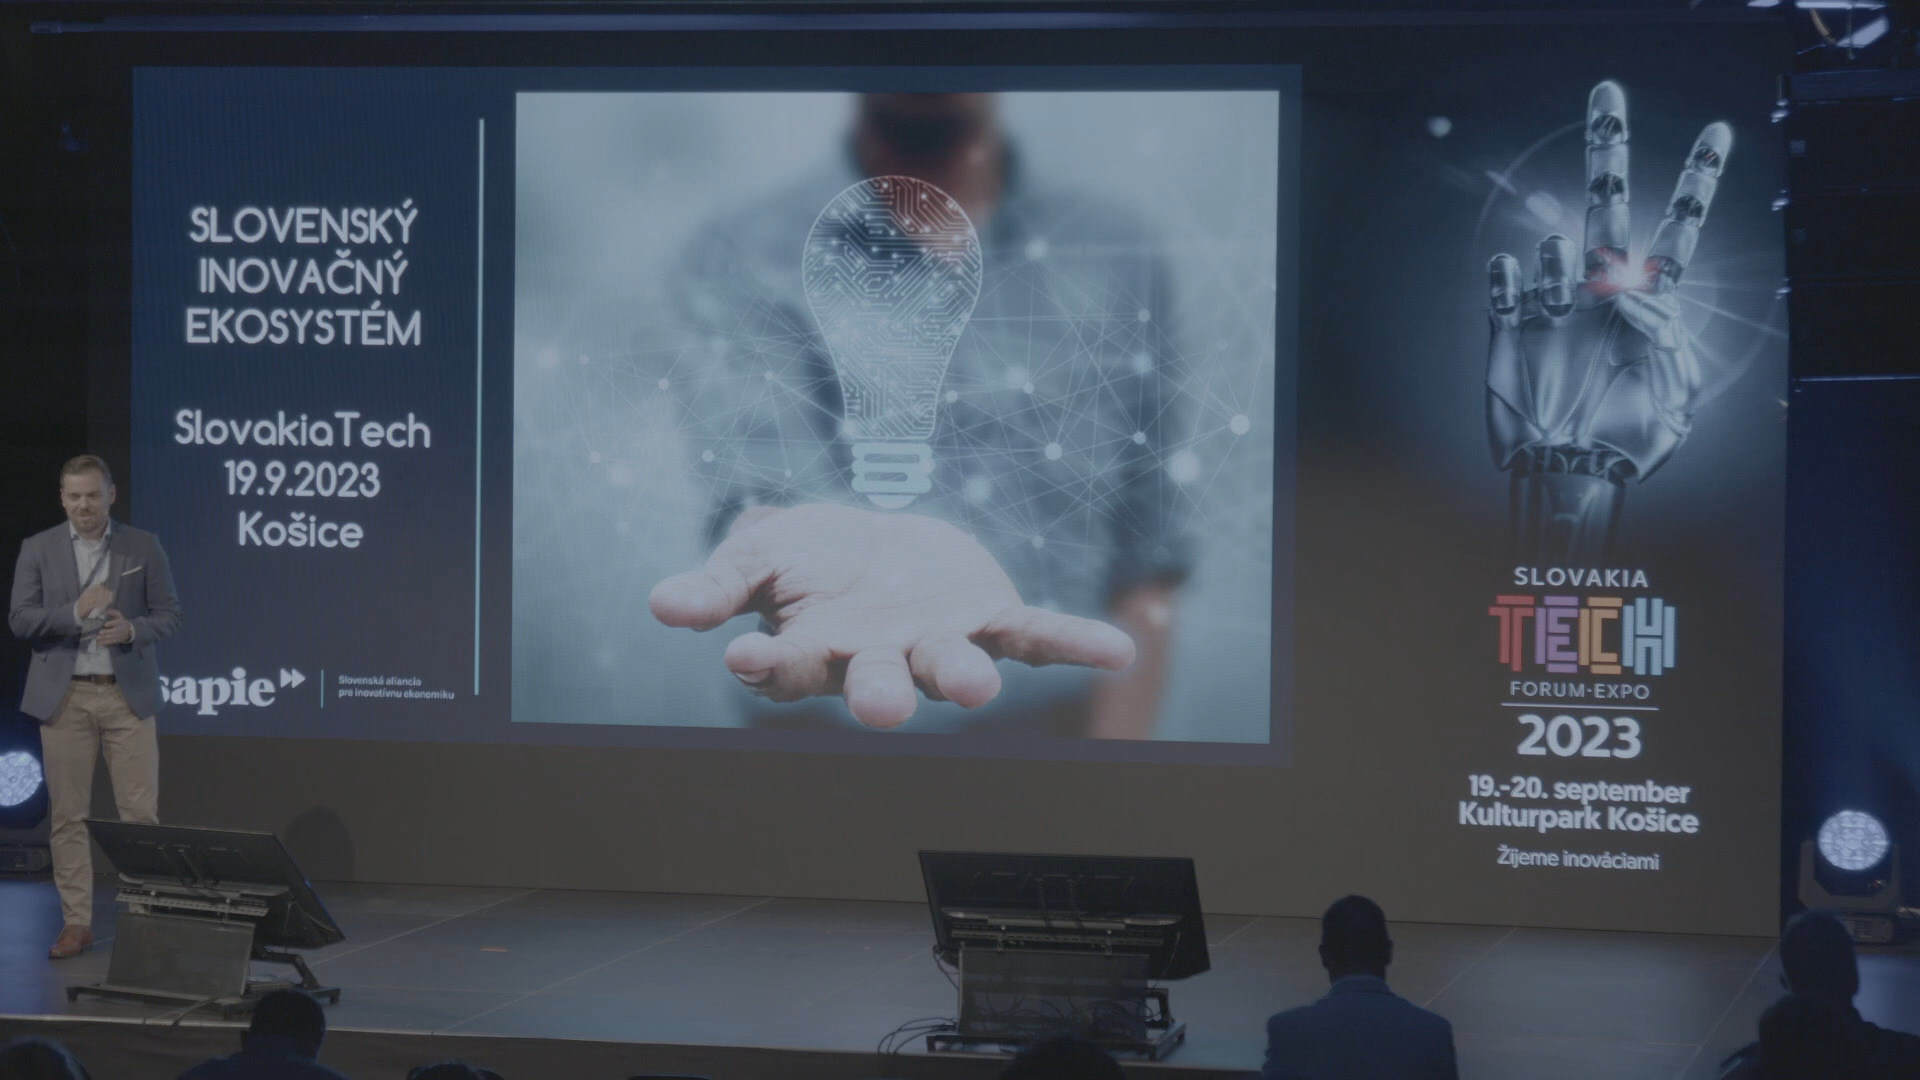 SLOVENSKÝ
INOVAČNÝ
EKOSYSTÉM
SlovakiaTech
19.9.2023
Košice
sapie
Slovenská aliancia
pre inovatívnu ekonomiku
SLOVAKIA
TECH
FORUM-EXPO
2023
19.-20. september
Kulturpark Košice
Žijeme inováciami